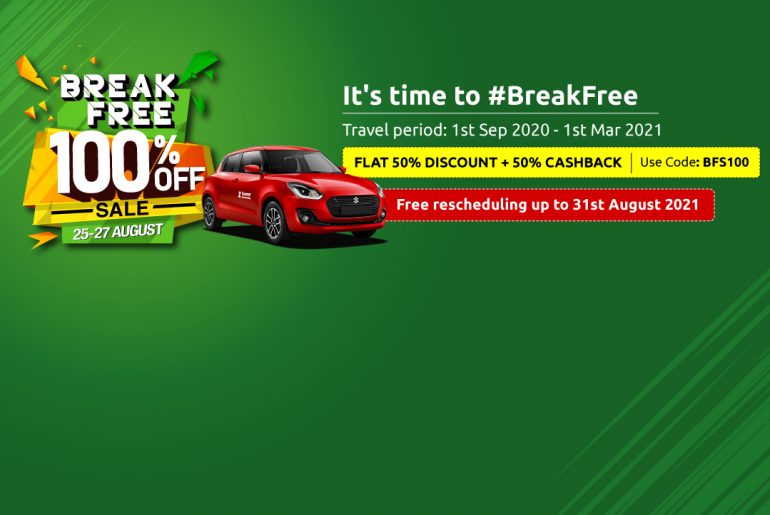 BREAK
FREE
100% OFF
SALE
25-27 AUGUST
It's time to #BreakFree
Travel period: 1st Sep 2020 - 1st Mar 2021
FLAT 50% DISCOUNT + 50% CASHBACK | Use Code: BFS100
Free rescheduling up to 31st August 2021